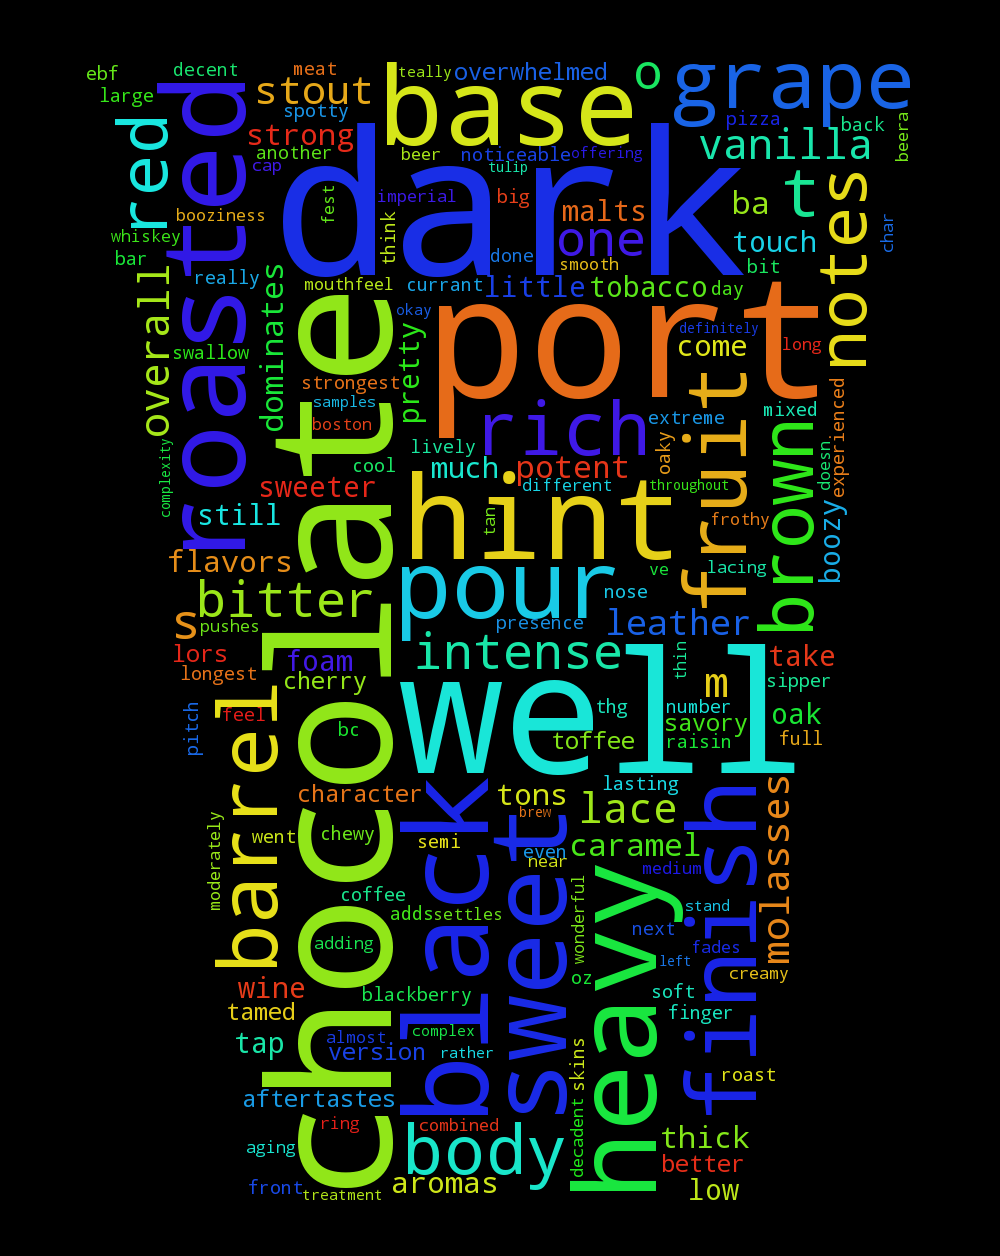 ebf
decent
meat
teally
overwhelmed
o
grape
large
stout
base
spotty
pizza
back
red
roasted
strong
vanilla
beera
another
beer
noticeable
offering
cap
tulip
dark
imperial
big
malts
ba
t
notes
booziness
fest
think
one
touch
char
whiskey
bar
done
smooth
bit
really
mouthfeel
currant
little
tobacco
day
overall
dominates
okay
port
definitely
come
long
swallow
pretty
strongest
samples
boston
rich
extreme
fruit
mixed
experienced
complexity
cool
lively
much
potent
oaky
brown
doesn
sweeter
different
throughout
still
hint
tan
frothy
boozy
flavors
chocolate
ve
lacing
bitter
pour
nose
s
pushes
presence
leather
lors
foam
intense
thin
take
longest
cherry
well
m
sipper
pitch
feel
bc
thg
number
savory
oak
toffee
raisin
full
barrel
character
tons
lasting
molasses
brew
lace
moderately
went
chewy
semi
even
near
caramel
medium
finish
coffee
adds
settles
black
sweet
wonderful
heavy
stand
adding
next
fades
left
creamy
wine
blackberry
oz
soft
tamed
finger
tap
almost
version
complex
rather
skins
roast
aftertastes
ring
combined
decadent
thick
aging
body
better
front
treatment
aromas
low